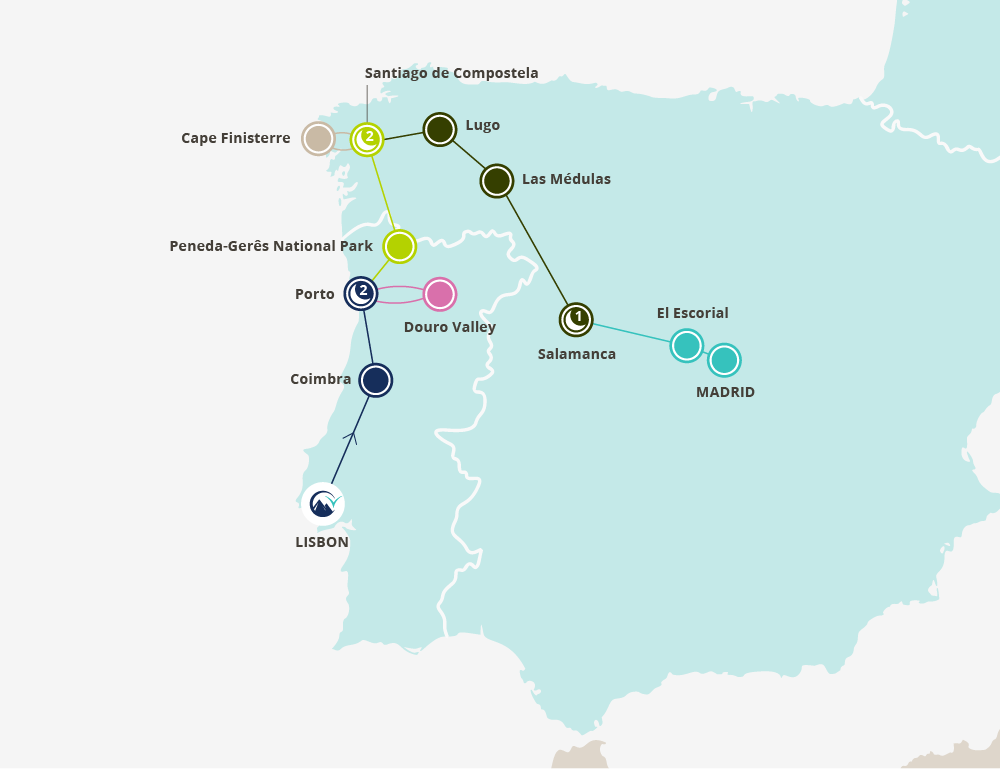 Santiago de Compostela
2
Cape Finisterre
Lugo
Las Médulas
Peneda-Gerês National Park
Porto
2
Douro Valley
1
El Escorial
Salamanca
Coimbra
MADRID
LISBON